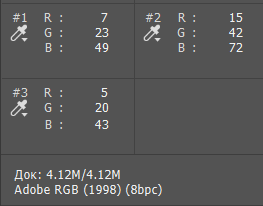 #1 R : 7
G : 23
B : 49
#2 R : 15
G : 42
B : 72
#3 R : 5
G : 20
B : 43
Док: 4.12M/4.12M
Adobe RGB (1998) (8bpc)